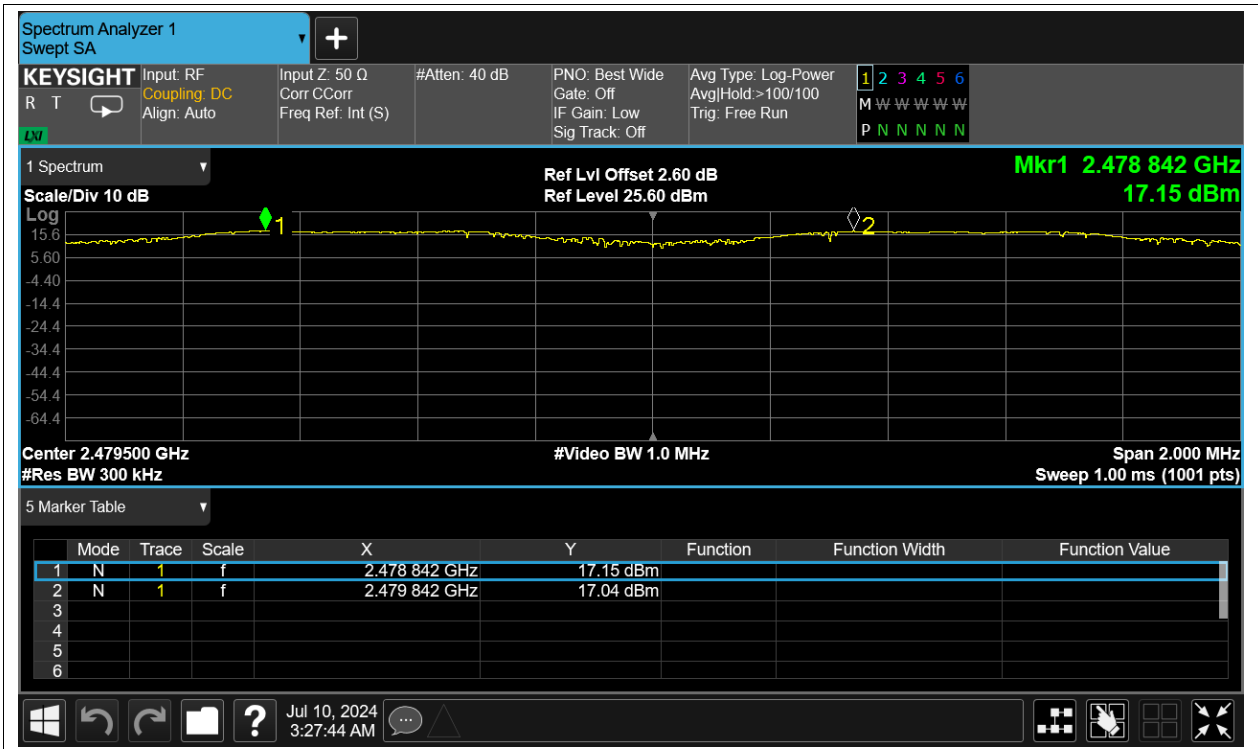 Spectrum Analyzer 1
Swept SA
KEYSIGHT Input: RF Input Z: 50 Ω #Atten: 40 dB PNO: Best Wide Avg Type: Log-Power 1 2 3 4 5 6
R T Coupling: DC Corr CCorr Gate: Off Avg|Hold:>100/100 M W W W W W
Align: Auto Freq Ref: Int (S) IF Gain: Low Trig: Free Run
LXI Sig Track: Off P N N N N N
1 Spectrum Ref Lvl Offset 2.60 dB Mkr1 2.478 842 GHz
Scale/Div 10 dB Ref Level 25.60 dBm 17.15 dBm
Log
1 2
15.6
5.60
-4.40
-14.4
-24.4
-34.4
-44.4
-54.4
-64.4
Center 2.479500 GHz #Video BW 1.0 MHz Span 2.000 MHz
#Res BW 300 kHz Sweep 1.00 ms (1001 pts)
5 Marker Table
Mode Trace Scale X Y Function Function Width Function Value
1 N 1 f 2.478 842 GHz 17.15 dBm
2 N 1 f 2.479 842 GHz 17.04 dBm
3
4
5
6
? Jul 10, 2024
3:27:44 AM